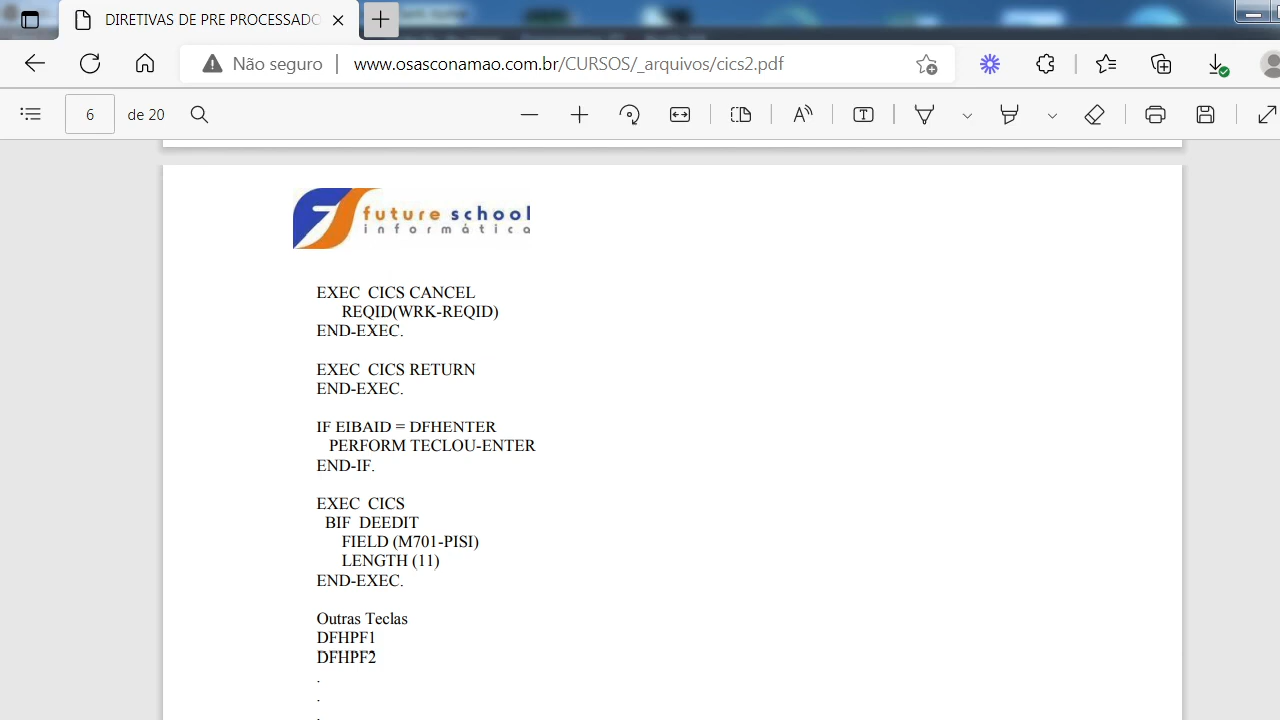 DIRETIVAS DE PRE PROCESSADO
Não seguro
www.osasconamao.com.br/CURSOS/_arquivos/cics2.pdf
6 de 20
future school
informática
EXEC CICS CANCEL
REQID(WRK-REQID)
END-EXEC.
EXEC CICS RETURN
END-EXEC.
IF EIBAID = DFHENTER
PERFORM TECLOU-ENTER
END-IF.
EXEC CICS
BIF DEEDIT
FIELD (M701-PISI)
LENGTH (11)
END-EXEC.
Outras Teclas
DFHPF1
DFHPF2
.
.
.